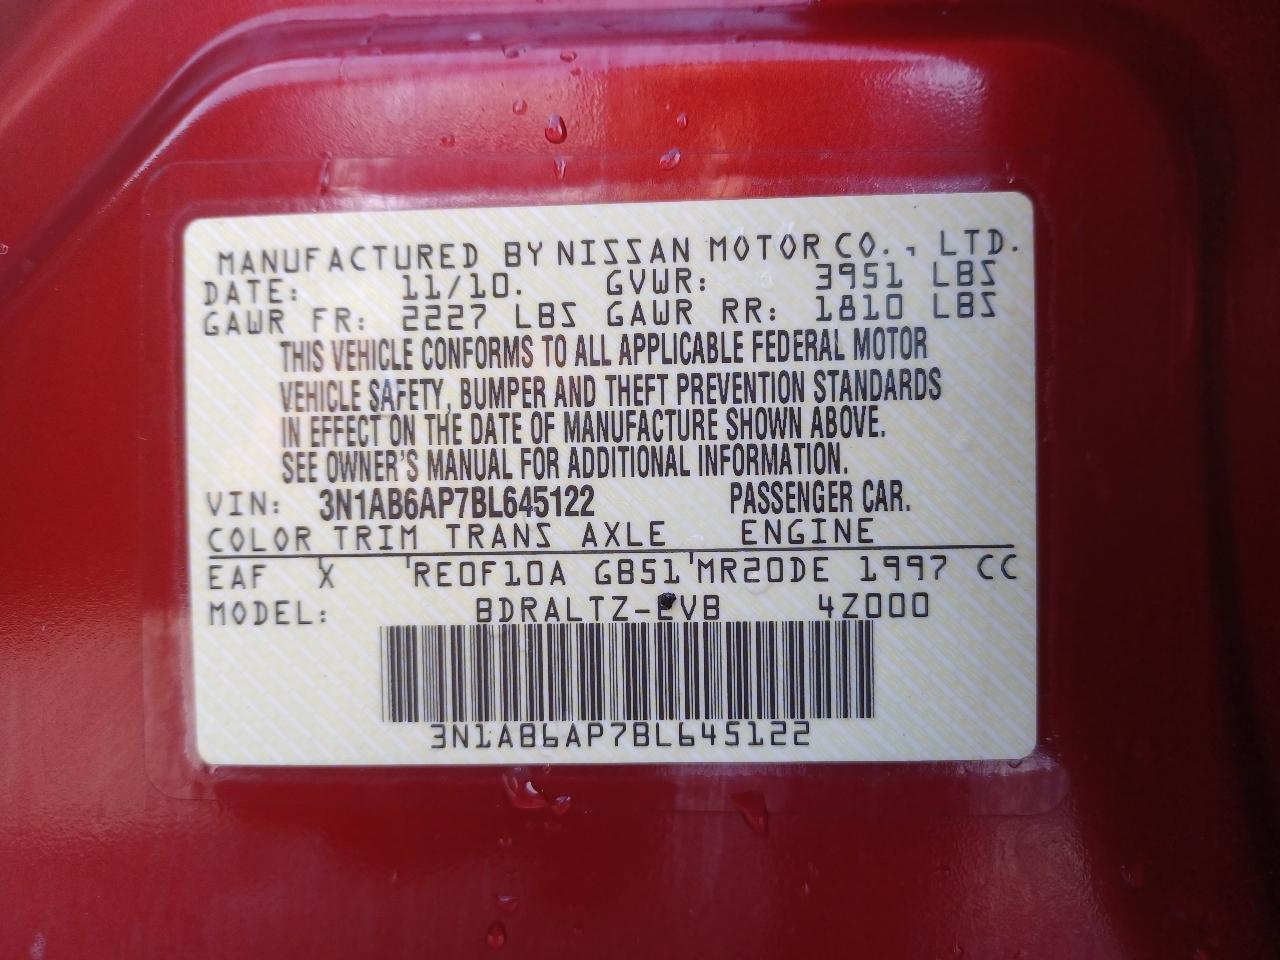 MANUFACTURED BY NISSAN MOTOR CO., LTD.
DATE: 11/10. GVWR: 3951 LBS
GAWR FR: 2227 LBS GAWR RR: 1810 LBS
THIS VEHICLE CONFORMS TO ALL APPLICABLE FEDERAL MOTOR
VEHICLE SAFETY, BUMPER AND THEFT PREVENTION STANDARDS
IN EFFECT ON THE DATE OF MANUFACTURE SHOWN ABOVE.
SEE OWNER'S MANUAL FOR ADDITIONAL INFORMATION.
VIN: 3N1AB6AP7BL645122 PASSENGER CAR.
COLOR TRIM TRANS AXLE ENGINE
EAF X 'RE0F10A GB51'MR20DE 1997 CC
MODEL: BDRALTZ-EVB 4Z000
3N1AB6AP7BL645122